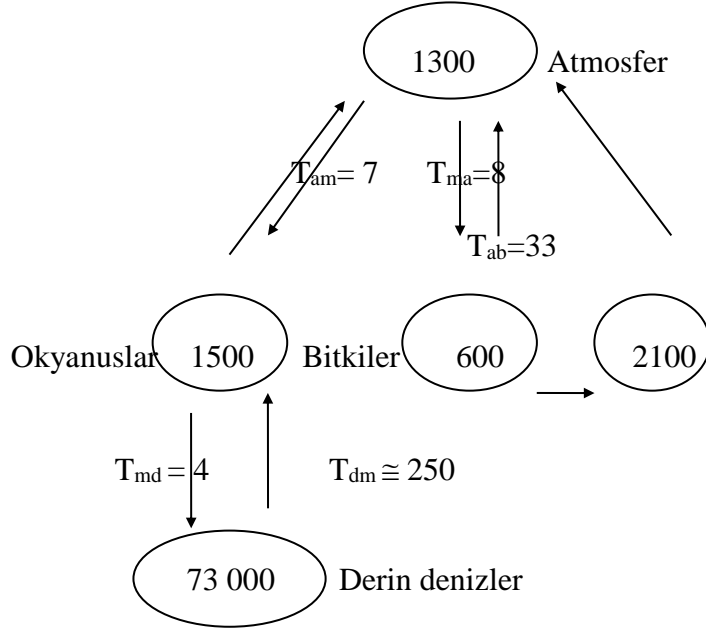 1300 Atmosfer
Tam= 7 Tma=8
Tab=33
Okyanuslar 1500 Bitkiler 600 2100
Tmd = 4 Tdm ≅ 250
73 000 Derin denizler